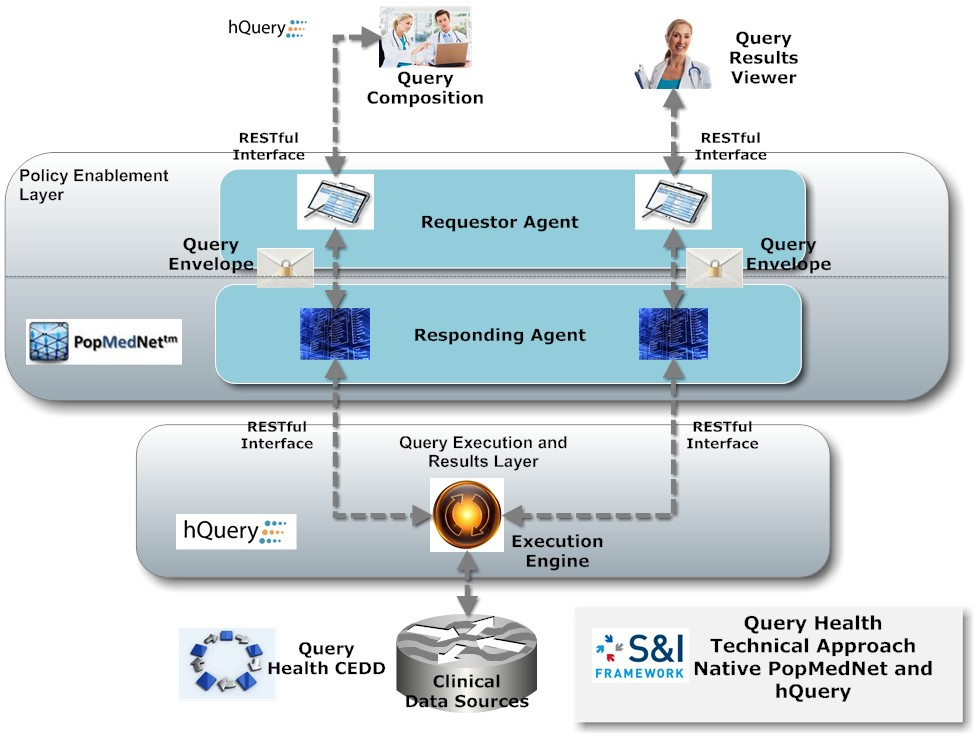 hQuery
Query
Composition
Query
Results
Viewer
RESTful
Interface
RESTful
Interface
Policy Enablement
Layer
Requestor Agent
Query
Envelope
Query
Envelope
PopMedNet™
Responding Agent
RESTful
Interface
RESTful
Interface
Query Execution and
Results Layer
hQuery
Execution
Engine
Query
Health CEDD
Clinical
Data Sources
S&I
FRAMEWORK
Query Health
Technical Approach
Native PopMedNet and
hQuery